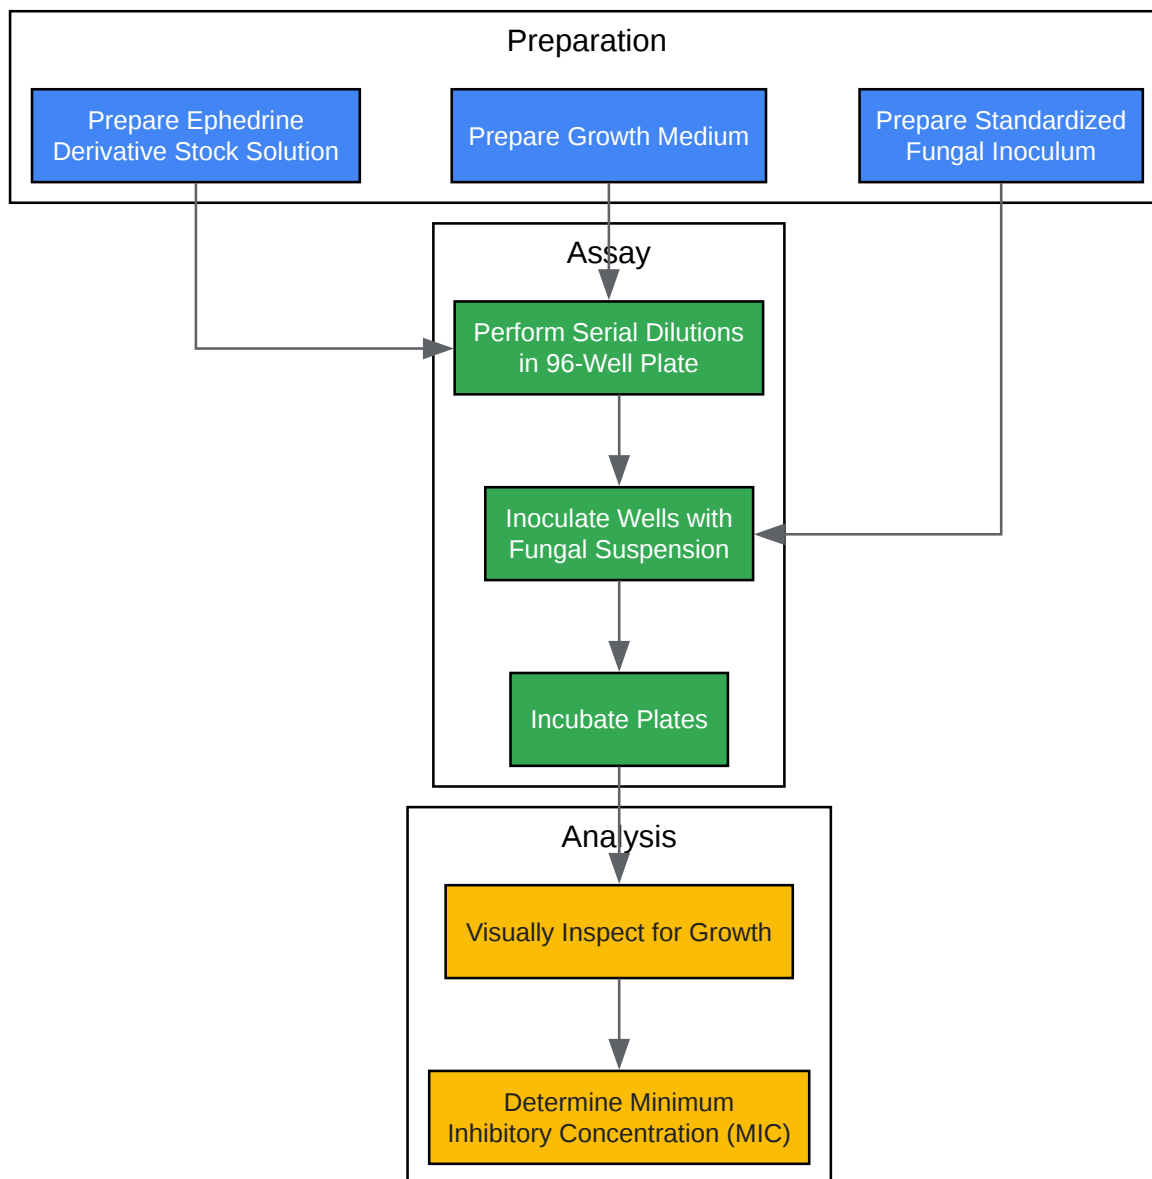 Preparation
Prepare Ephedrine
Derivative Stock Solution
Prepare Growth Medium
Prepare Standardized
Fungal Inoculum
Assay
Perform Serial Dilutions
in 96-Well Plate
Inoculate Wells with
Fungal Suspension
Incubate Plates
Analysis
Visually Inspect for Growth
Determine Minimum
Inhibitory Concentration (MIC)